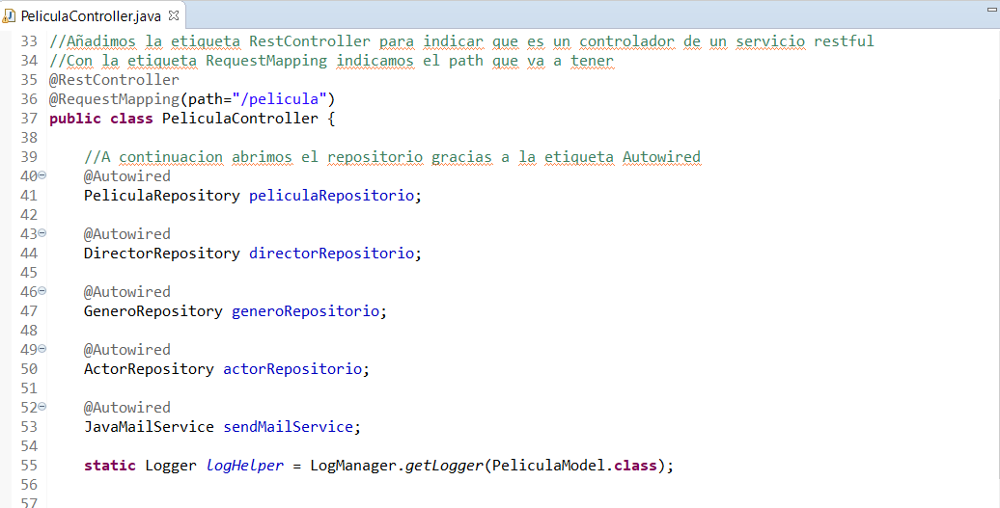 PeliculaController.java
33 //Añadimos la etiqueta RestController para indicar que es un controlador de un servicio restful
34 //Con la etiqueta RequestMapping indicamos el path que va a tener
35 @RestController
36 @RequestMapping(path="/pelicula")
37 public class PeliculaController {
38
39 //A continuacion abrimos el repositorio gracias a la etiqueta Autowired
40 @Autowired
41 PeliculaRepository peliculaRepositorio;
42
43 @Autowired
44 DirectorRepository directorRepositorio;
45
46 @Autowired
47 GeneroRepository generoRepositorio;
48
49 @Autowired
50 ActorRepository actorRepositorio;
51
52 @Autowired
53 JavaMailService sendMailService;
54
55 static Logger logHelper = LogManager.getLogger(PeliculaModel.class);
56
57